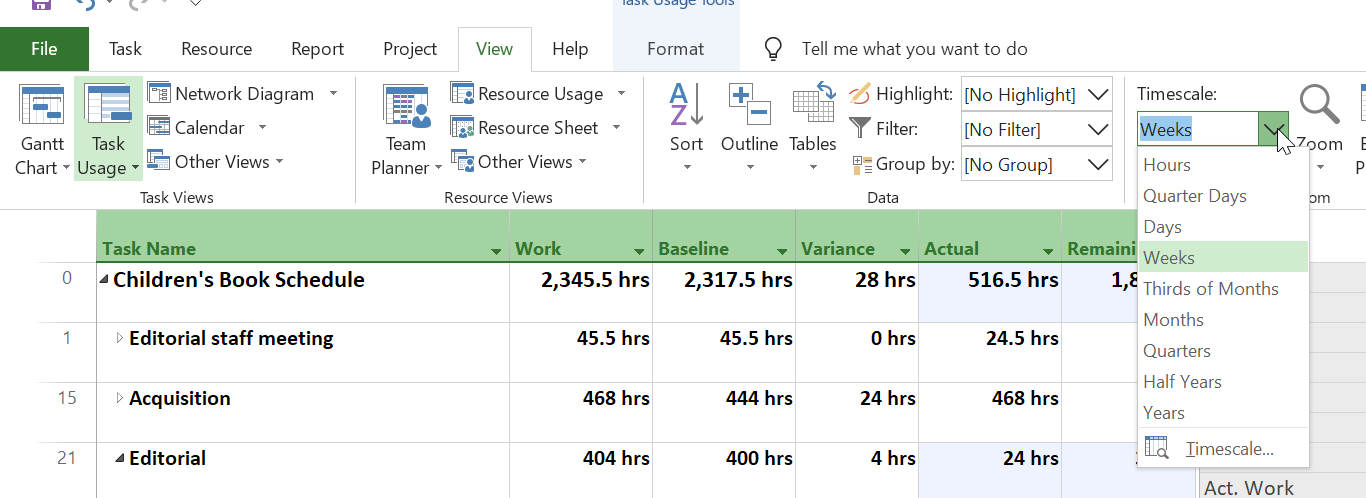 Task Usage Tools
File Task Resource Report Project View Help Format Tell me what you want to do
Gantt Chart
Task Usage
Network Diagram
Calendar
Other Views
Task Views
Team Planner
Resource Usage
Resource Sheet
Other Views
Resource Views
Sort
Outline
Tables
Highlight: [No Highlight]
Filter: [No Filter]
Group by: [No Group]
Data
Timescale:
Weeks
Zoom
Hours
Quarter Days
Days
Weeks
Thirds of Months
Months
Quarters
Half Years
Years
Timescale...
Task Name Work Baseline Variance Actual Remaini
0 Children's Book Schedule 2,345.5 hrs 2,317.5 hrs 28 hrs 516.5 hrs 1,8
1 Editorial staff meeting 45.5 hrs 45.5 hrs 0 hrs 24.5 hrs
15 Acquisition 468 hrs 444 hrs 24 hrs 468 hrs
21 Editorial 404 hrs 400 hrs 4 hrs 24 hrs
Act. Work